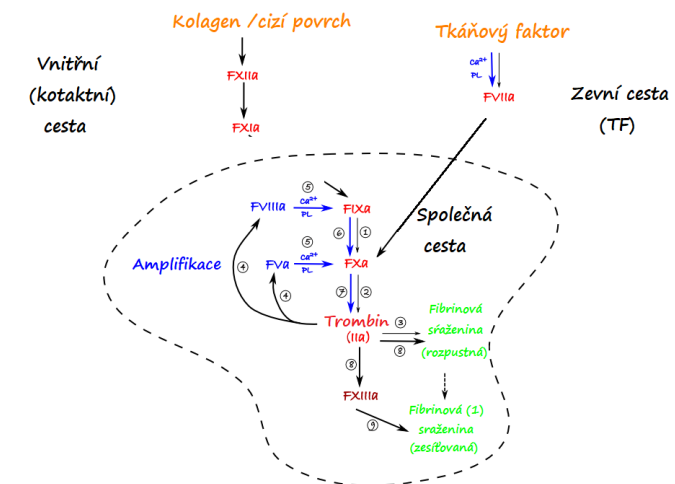 Kolagen /cizí povrch
Tkáňový faktor
Vnitřní
(kotaktní)
cesta
FXIIa
FXIa
Ca²⁺
PL
FVIIa
Zevní cesta
(TF)
⑤
FVIIIa
Ca²⁺
PL
FIXa
Společná
cesta
⑥
①
⑤
Amplifikace
④
FVa
Ca²⁺
PL
FXa
④
⑦
②
Trombin
(IIa)
③
⑧
Fibrinová
sraženina
(rozpustná)
⑧
FXIIIa
⑨
Fibrinová (1)
sraženina
(zesíťovaná)